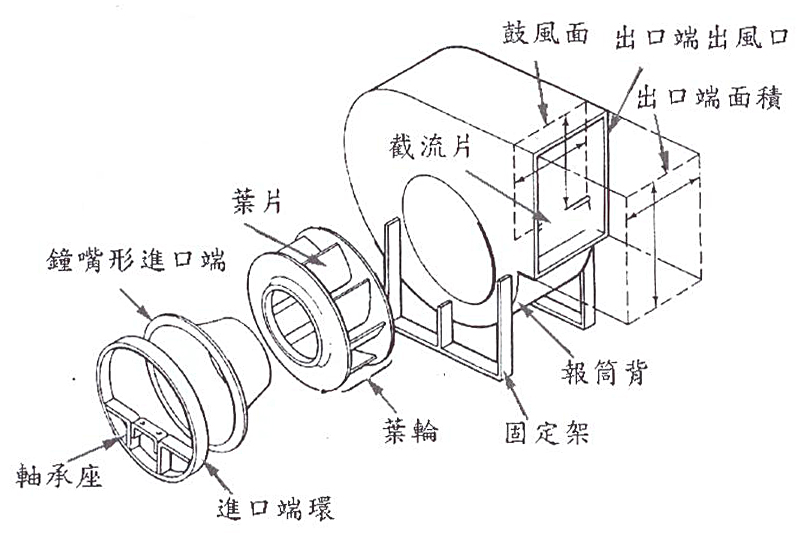 鼓風面
出口端出風口
出口端面積
截流片
葉片
鐘嘴形進口端
報筒背
葉輪
固定架
軸承座
進口端環